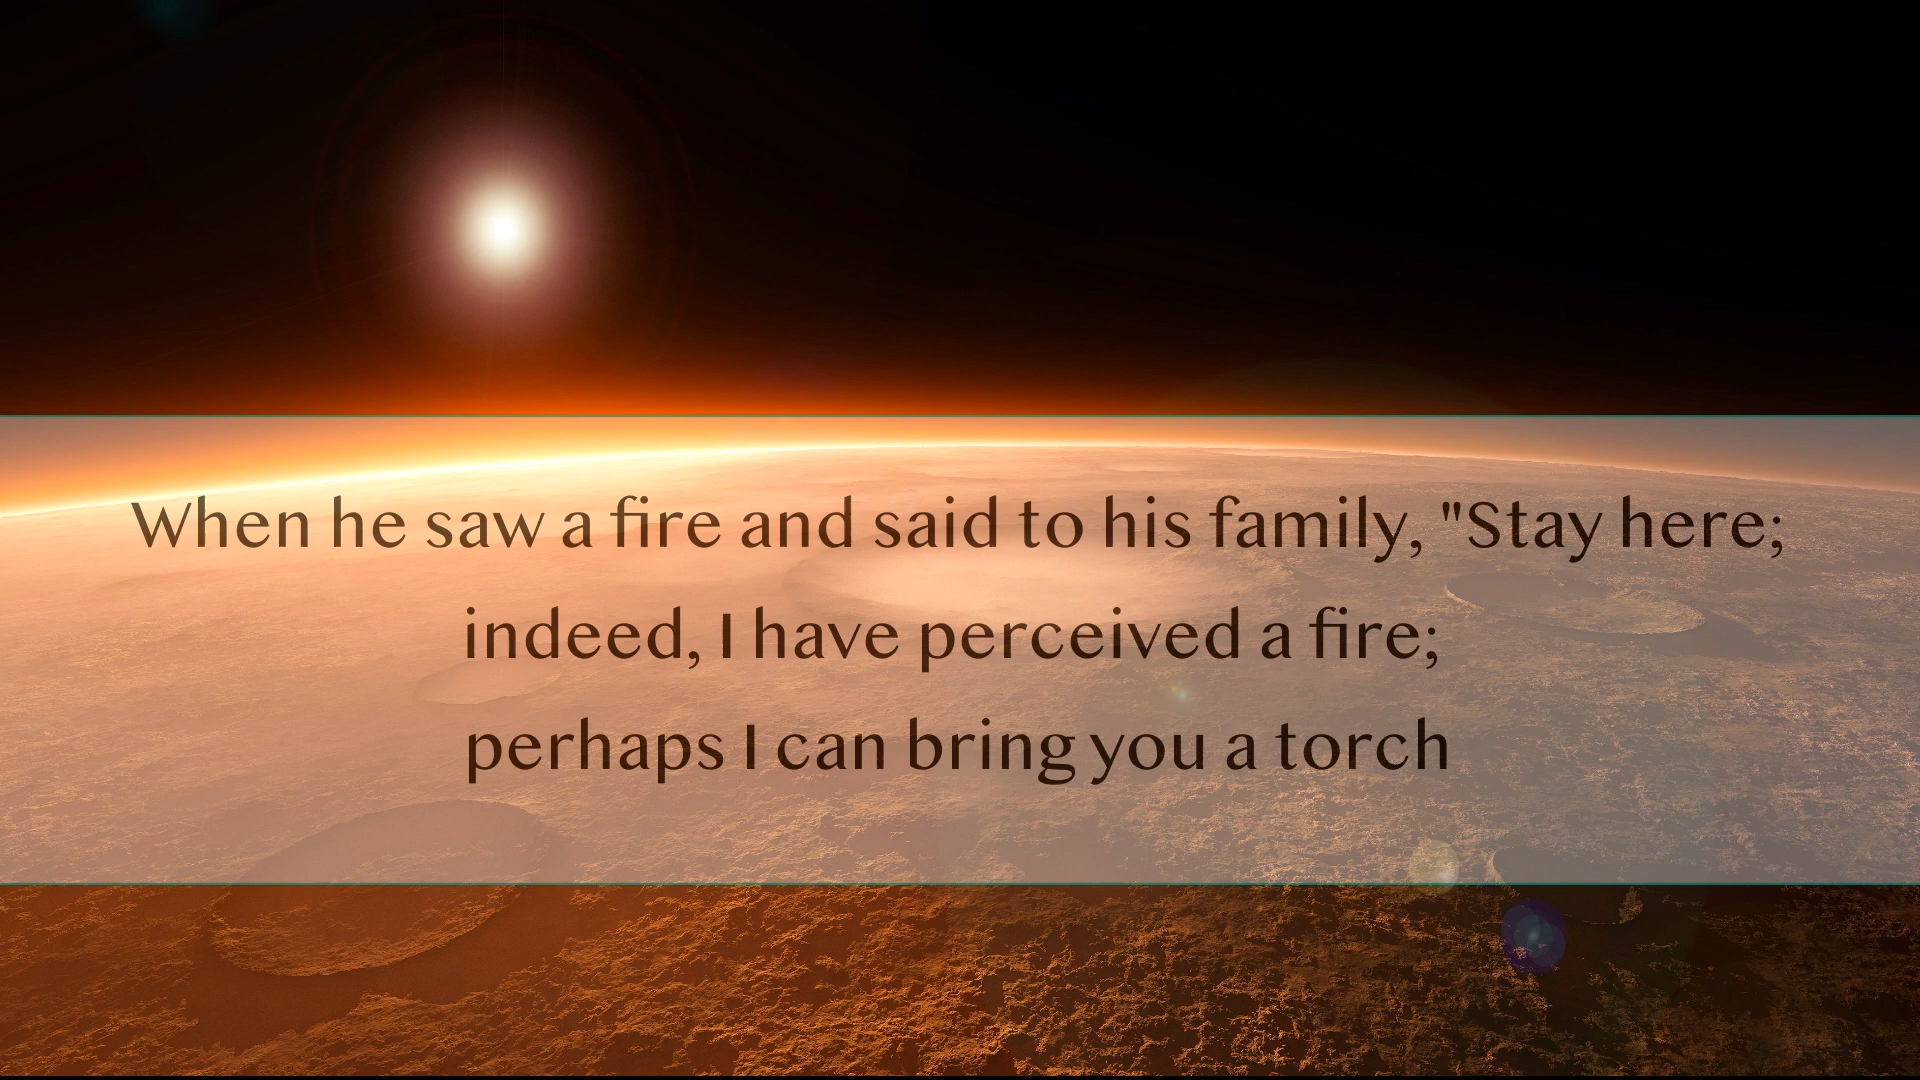 When he saw a fire and said to his family, "Stay here;
indeed, I have perceived a fire;
perhaps I can bring you a torch